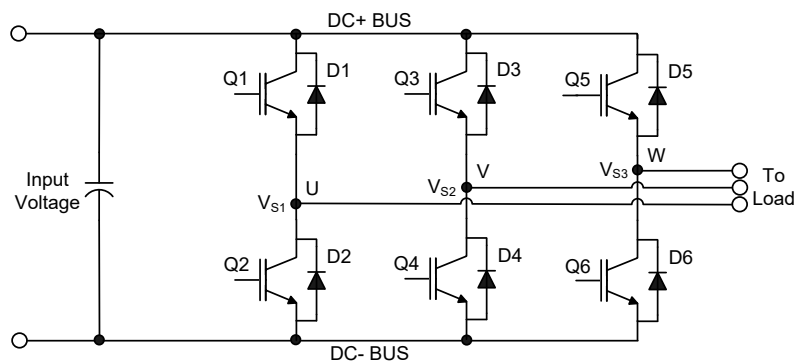 DC+ BUS
Q1 D1 Q3 D3 Q5 D5
Input
Voltage
VS1 U
VS2 V
VS3 W
To
Load
Q2 D2 Q4 D4 Q6 D6
DC- BUS